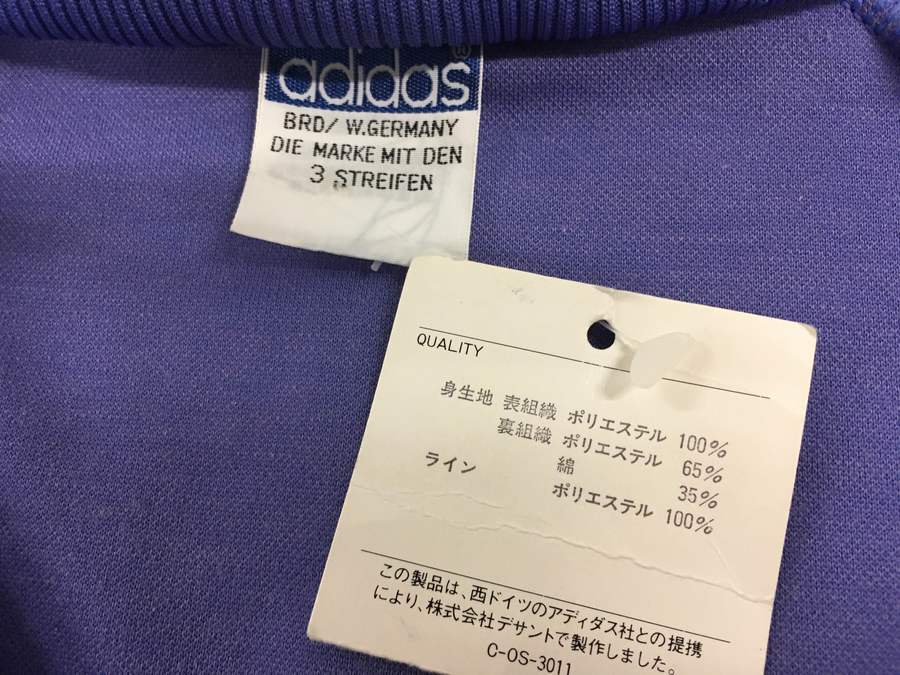 adidas®
BRD/ W.GERMANY
DIE MARKE MIT DEN
3 STREIFEN
QUALITY
身生地 表組織 ポリエステル 100%
裏組織 ポリエステル 65%
綿 35%
ライン ポリエステル 100%
この製品は、西ドイツのアディダス社との提携
により、株式会社デサントで製作しました。
C-OS-3011